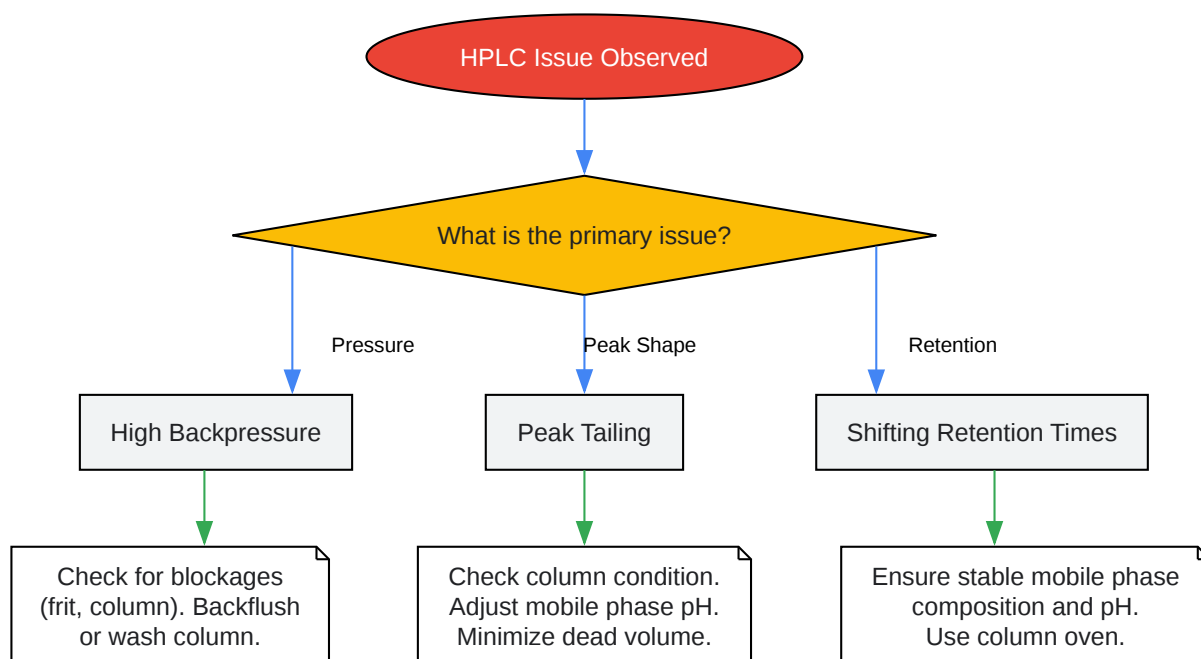 HPLC Issue Observed
What is the primary issue?
Pressure
Peak Shape
Retention
High Backpressure
Peak Tailing
Shifting Retention Times
Check for blockages
(frit, column). Backflush
or wash column.
Check column condition.
Adjust mobile phase pH.
Minimize dead volume.
Ensure stable mobile phase
composition and pH.
Use column oven.